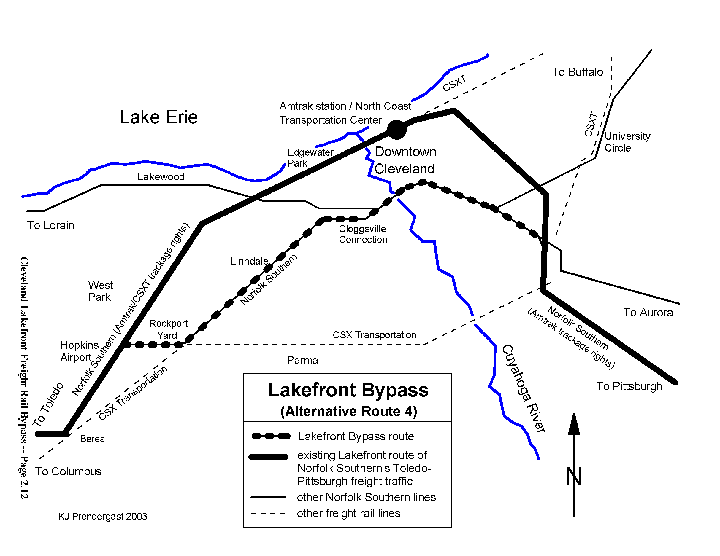 To Buffalo
CSXT
Lake Erie
Amtrak station / North Coast
Transportation Center
CSXT
University
Circle
Edgewater
Park
Downtown
Cleveland
Lakewood
To Lorain
Cloggsville
Connection
Linndale
Norfolk Southern
West
Park
Norfolk Southern (Amtrak/CSXT trackage rights)
Rockport
Yard
CSX Transportation
Hopkins
Airport
To Aurora
Norfolk Southern
(Amtrak trackage rights)
Parma
CSX Transportation
Cuyahoga River
To Pittsburgh
To Toledo
Berea
To Columbus
Lakefront Bypass
(Alternative Route 4)
Lakefront Bypass route
existing Lakefront route of
Norfolk Southern's Toledo-
Pittsburgh freight traffic
other Norfolk Southern lines
other freight rail lines
N
KJ Prendergast 2003
Cleveland Lakefront Freight Rail Bypass -- Page 2.12